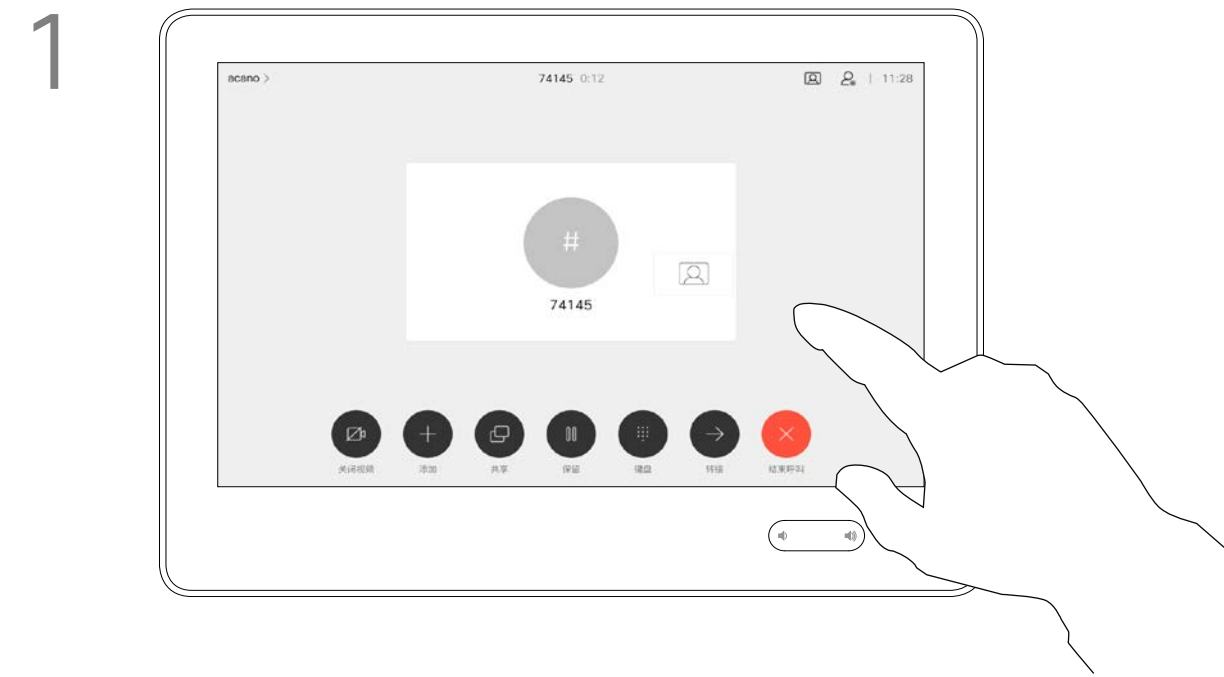 1
acano >
74145 0:12
| 11:28
#
74145
关闭视频
添加
共享
保留
键盘
转接
结束呼叫